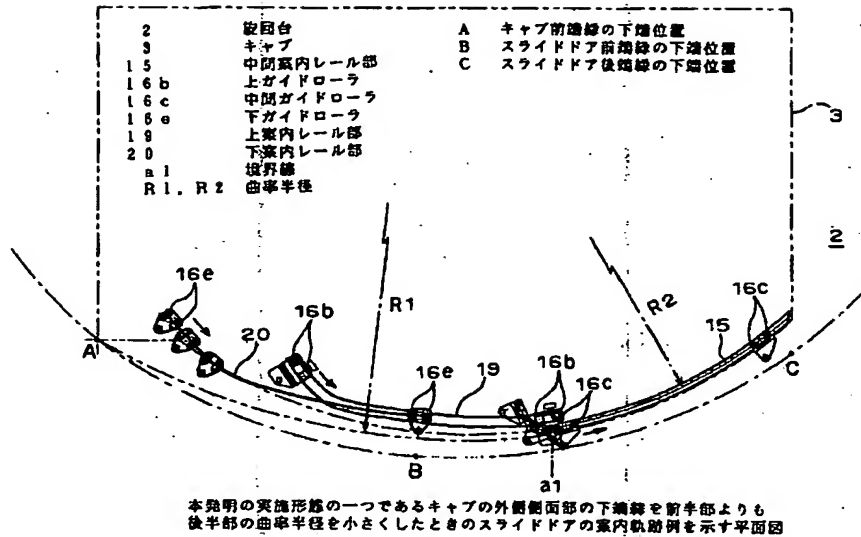 2 旋回台
3 キャブ
15 中間案内レール部
16b 上ガイドローラ
16c 中間ガイドローラ
16e 下ガイドローラ
19 上案内レール部
20 下案内レール部
a1 境界線
R1, R2 曲率半径
A キャブ前端縁の下端位置
B スライドドア前端縁の下端位置
C スライドドア後端縁の下端位置
3
2
16e
16b
R1
R2
16c
15
A
20
16e
19
16b
16c
C
B
a1
本発明の実施形態の一つであるキャブの外側側面部の下端縁を前半部よりも
後半部の曲率半径を小さくしたときのスライドドアの案内軌跡例を示す平面図